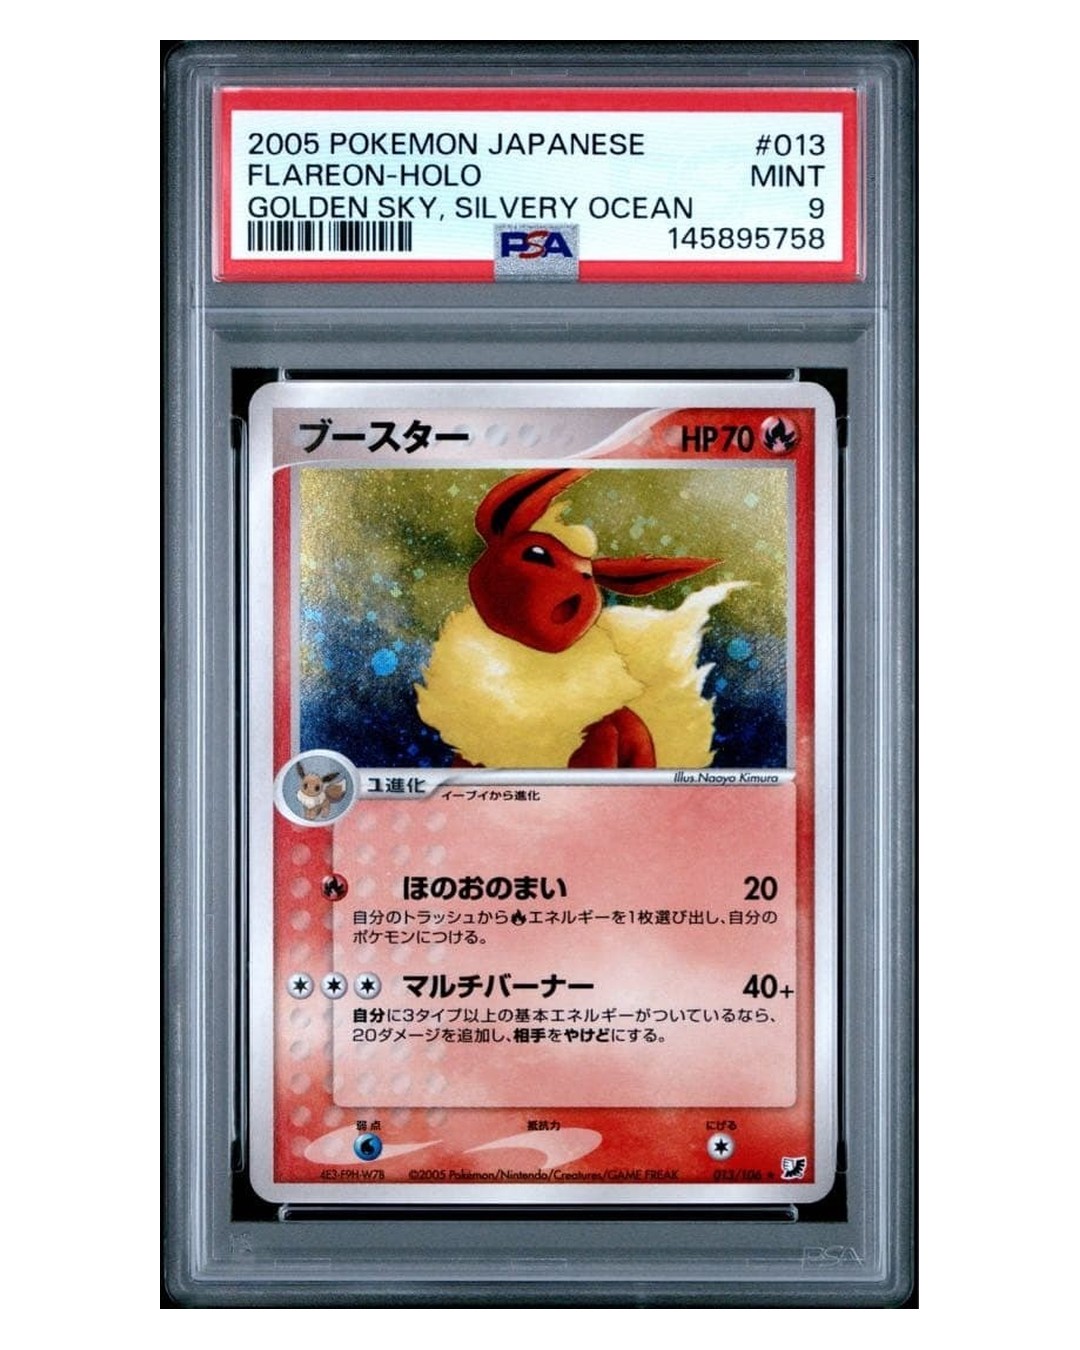 2005 POKEMON JAPANESE #013
FLAREON-HOLO MINT
GOLDEN SKY, SILVERY OCEAN 9
PSA 145895758
ブースター HP70
1進化 Illus.Naoyo Kimura
イーブイから進化
ほのおのまい 20
自分のトラッシュからエネルギーを1枚選び出し、自分の
ポケモンにつける。
マルチバーナー 40+
自分に3タイプ以上の基本エネルギーがついているなら、
20ダメージを追加し、相手をやけどにする。
弱点 抵抗力 にげる
4E3-F9H-W7B ©2005 Pokémon/Nintendo/Creatures/GAME FREAK 013/106 ★
PSA